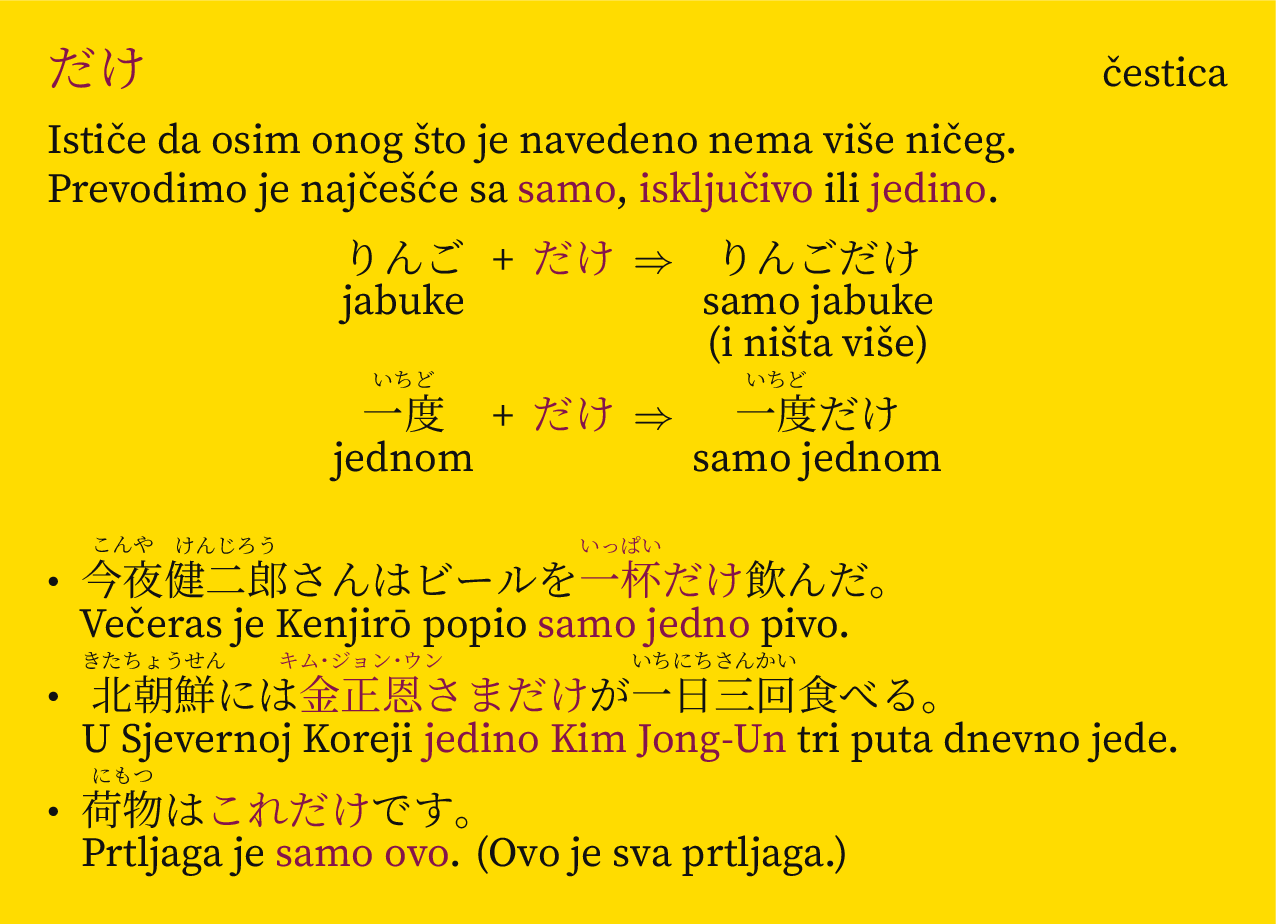 だけ čestica
Ističe da osim onog što je navedeno nema više ničeg.
Prevodimo je najčešće sa samo, isključivo ili jedino.
りんご + だけ ⇒ りんごだけ
jabuke samo jabuke
(i ništa više)
いちど いちど
一度 + だけ ⇒ 一度だけ
jednom samo jednom
こんや けんじろう いっぱい
• 今夜健二郎さんはビールを一杯だけ飲んだ。
Večeras je Kenjirō popio samo jedno pivo.
きたちょうせん キム・ジョン・ウン いちにちさんかい
• 北朝鮮には金正恩さまだけが一日三回食べる。
U Sjevernoj Koreji jedino Kim Jong-Un tri puta dnevno jede.
にもつ
• 荷物はこれだけです。
Prtljaga je samo ovo. (Ovo je sva prtljaga.)